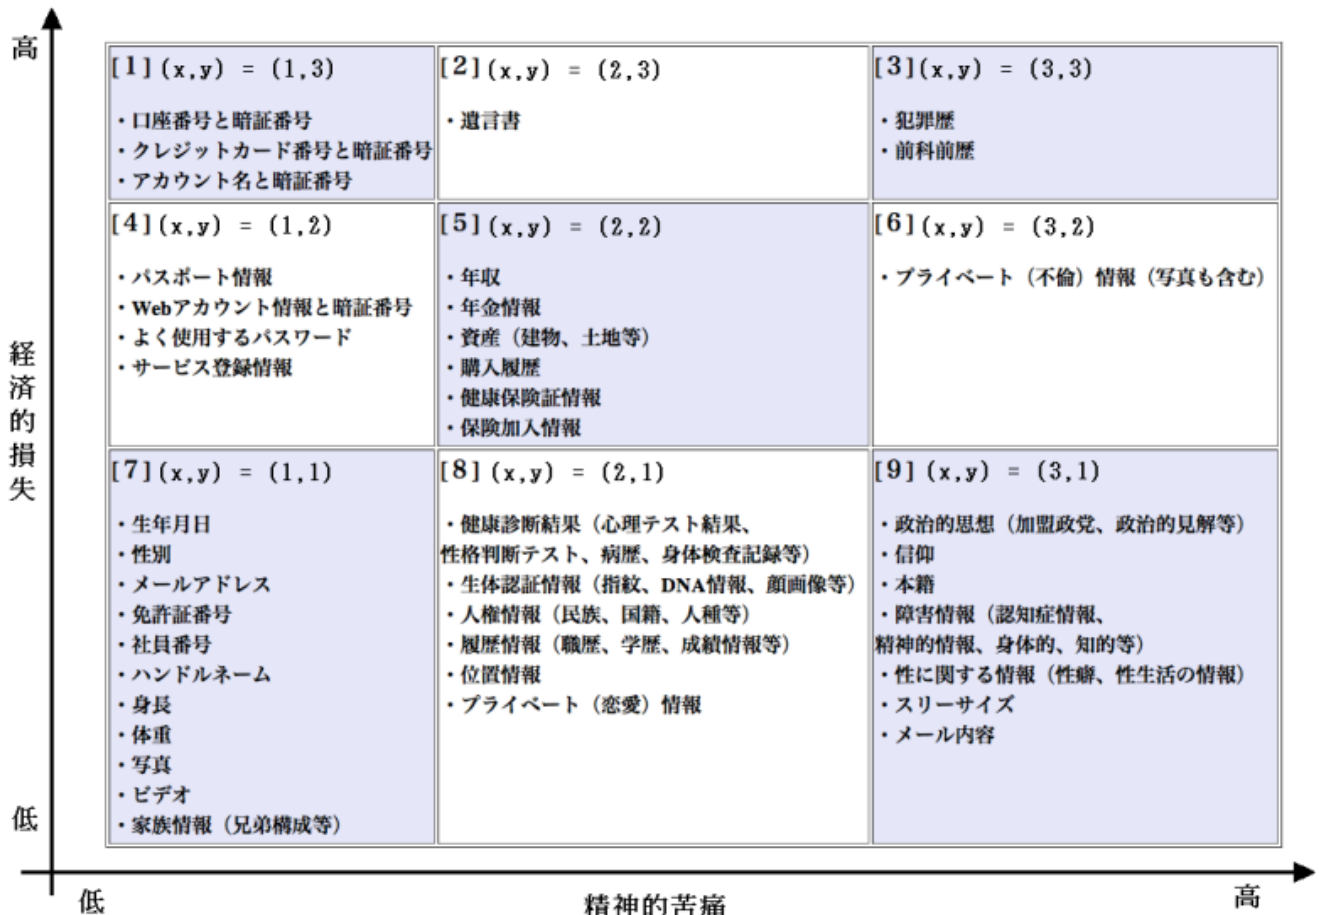 高
[1](x,y) = (1,3)
・口座番号と暗証番号
・クレジットカード番号と暗証番号
・アカウント名と暗証番号
[2](x,y) = (2,3)
・遺言書
[3](x,y) = (3,3)
・犯罪歴
・前科前歴
[4](x,y) = (1,2)
・パスポート情報
・Webアカウント情報と暗証番号
・よく使用するパスワード
・サービス登録情報
[5](x,y) = (2,2)
・年収
・年金情報
・資産（建物、土地等）
・購入履歴
・健康保険証情報
・保険加入情報
[6](x,y) = (3,2)
・プライベート（不倫）情報（写真も含む）
経済的損失
[7](x,y) = (1,1)
・生年月日
・性別
・メールアドレス
・免許証番号
・社員番号
・ハンドルネーム
・身長
・体重
・写真
・ビデオ
・家族情報（兄弟構成等）
[8](x,y) = (2,1)
・健康診断結果（心理テスト結果、
性格判断テスト、病歴、身体検査記録等）
・生体認証情報（指紋、DNA情報、顔画像等）
・人権情報（民族、国籍、人種等）
・履歴情報（職歴、学歴、成績情報等）
・位置情報
・プライベート（恋愛）情報
[9](x,y) = (3,1)
・政治的思想（加盟政党、政治的見解等）
・信仰
・本籍
・障害情報（認知症情報、
精神的情報、身体的、知的等）
・性に関する情報（性癖、性生活の情報）
・スリーサイズ
・メール内容
低
低
精神的苦痛
高